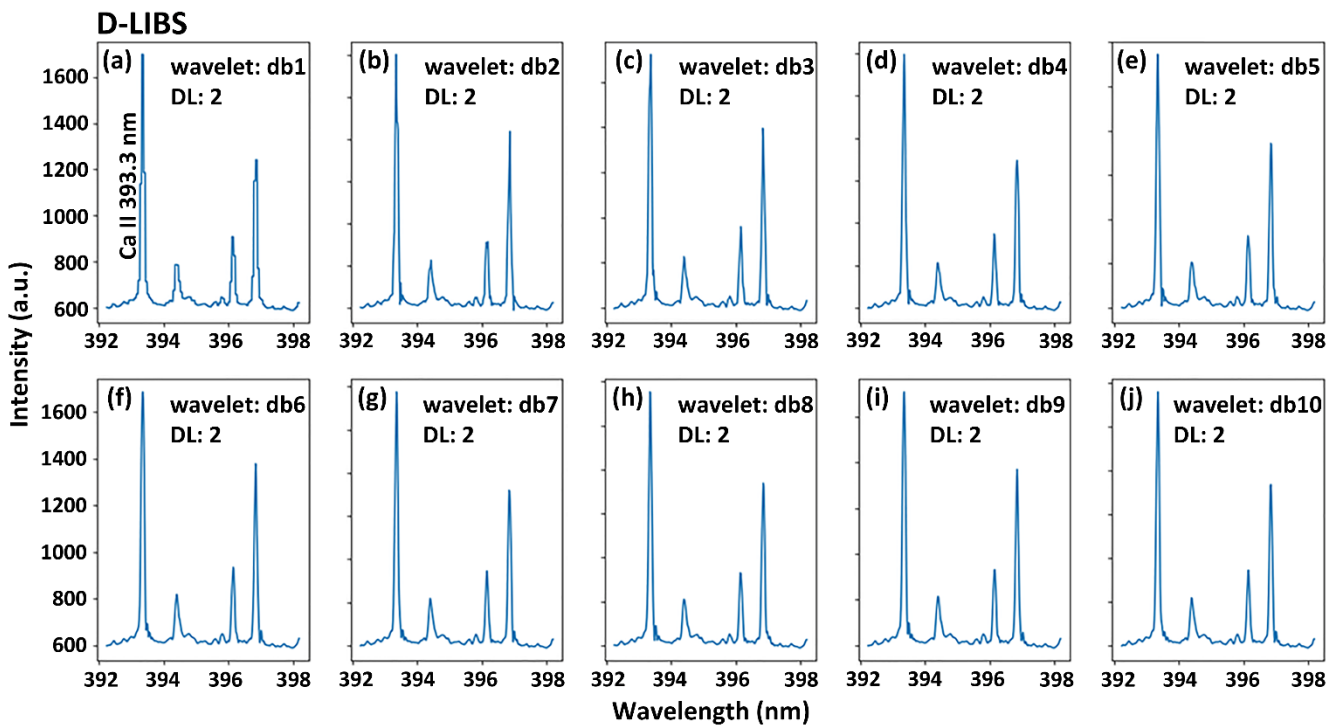 D-LIBS
(a) wavelet: db1
DL: 2
Ca II 393.3 nm
(b) wavelet: db2
DL: 2
(c) wavelet: db3
DL: 2
(d) wavelet: db4
DL: 2
(e) wavelet: db5
DL: 2
1600
1400
1200
1000
800
600
392 394 396 398
392 394 396 398
392 394 396 398
392 394 396 398
392 394 396 398
Intensity (a.u.)
(f) wavelet: db6
DL: 2
(g) wavelet: db7
DL: 2
(h) wavelet: db8
DL: 2
(i) wavelet: db9
DL: 2
(j) wavelet: db10
DL: 2
1600
1400
1200
1000
800
600
392 394 396 398
392 394 396 398
392 394 396 398
392 394 396 398
392 394 396 398
Wavelength (nm)